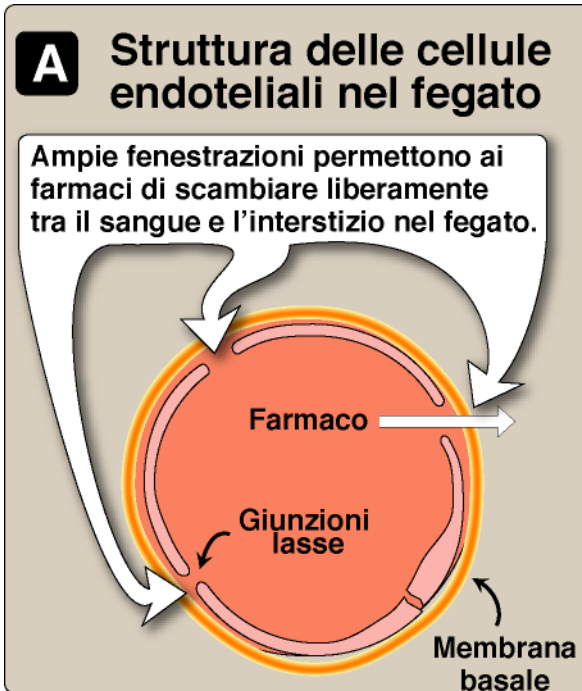 A
Struttura delle cellule
endoteliali nel fegato
Ampie fenestrazioni permettono ai
farmaci di scambiare liberamente
tra il sangue e l'interstizio nel fegato.
Farmaco
Giunzioni
lasse
Membrana
basale